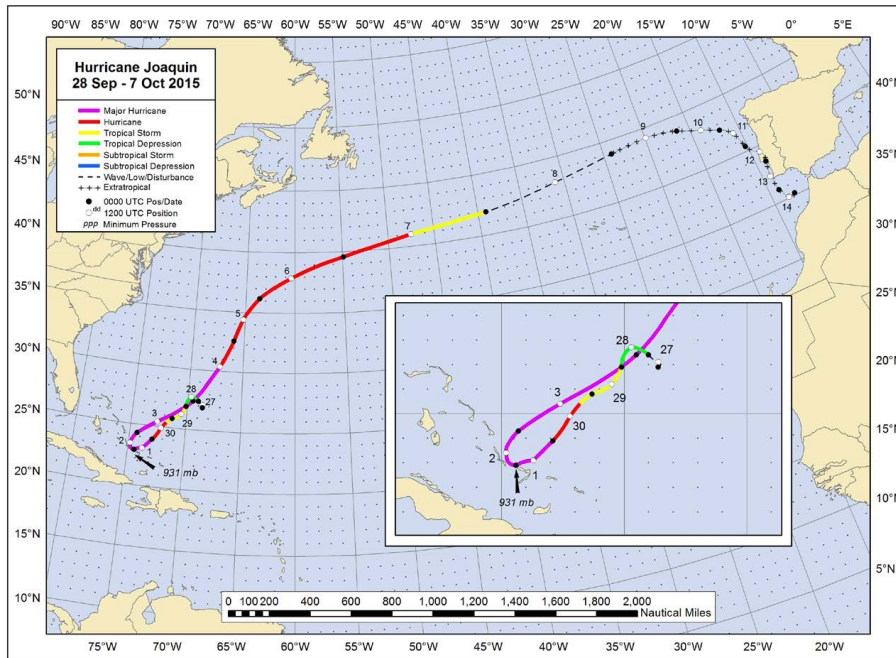 90°W 85°W 80°W 75°W 70°W 65°W 60°W 55°W 50°W 45°W 40°W 35°W 30°W 25°W 20°W 15°W 10°W 5°W 0° 5°E
Hurricane Joaquin
28 Sep - 7 Oct 2015
Major Hurricane
Hurricane
Tropical Storm
Tropical Depression
Subtropical Storm
Subtropical Depression
Wave/Low/Disturbance
Extratropical
0000 UTC Pos/Date
dd 1200 UTC Position
ppp Minimum Pressure
50°N
45°N
40°N
35°N
30°N
25°N
20°N
15°N
10°N
40°N
35°N
30°N
25°N
20°N
15°N
10°N
5°N
27
28
29
30
1
2
3
4
5
6
7
8
9
10
11
12
13
14
931 mb
28
27
29
30
3
2
1
931 mb
0 100 200 400 600 800 1,000 1,200 1,400 1,600 1,800 2,000
Nautical Miles
75°W 70°W 65°W 60°W 55°W 50°W 45°W 40°W 35°W 30°W 25°W 20°W